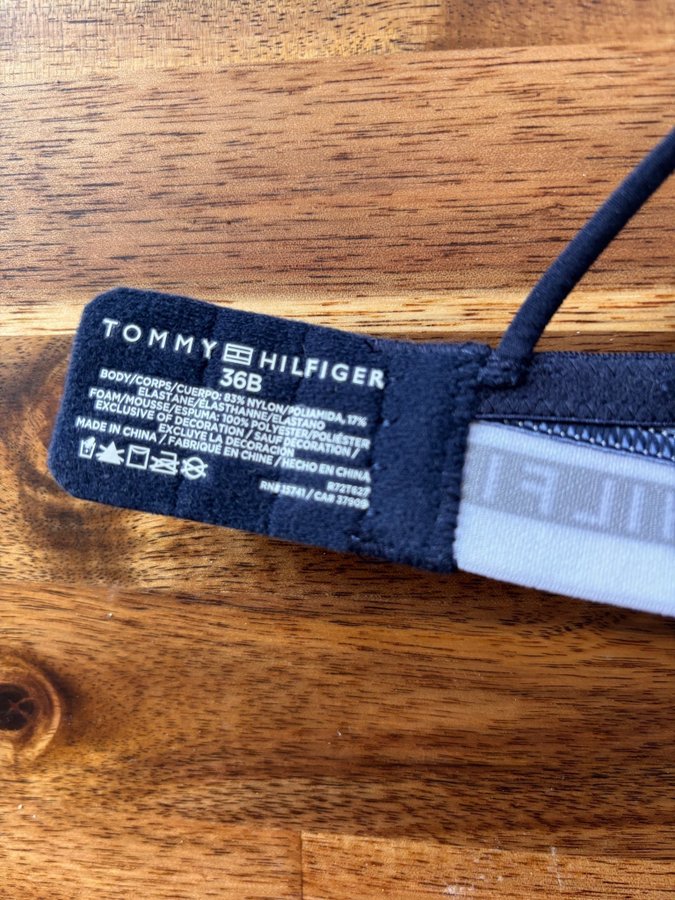 TOMMY HILFIGER
36B
BODY/CORPS/CUERPO: 83% NYLON/POLIAMIDA, 17%
ELASTANE/ELASTHANNE/ELASTANO
FOAM/MOUSSE/ESPUMA: 100% POLYESTER/POLIÉSTER
EXCLUSIVE OF DECORATION / SAUF DÉCORATION /
EXCLUYE LA DECORACIÓN
MADE IN CHINA / FABRIQUÉ EN CHINE / HECHO EN CHINA
R72T627
RN# 15741 / CA# 37909
HILFI